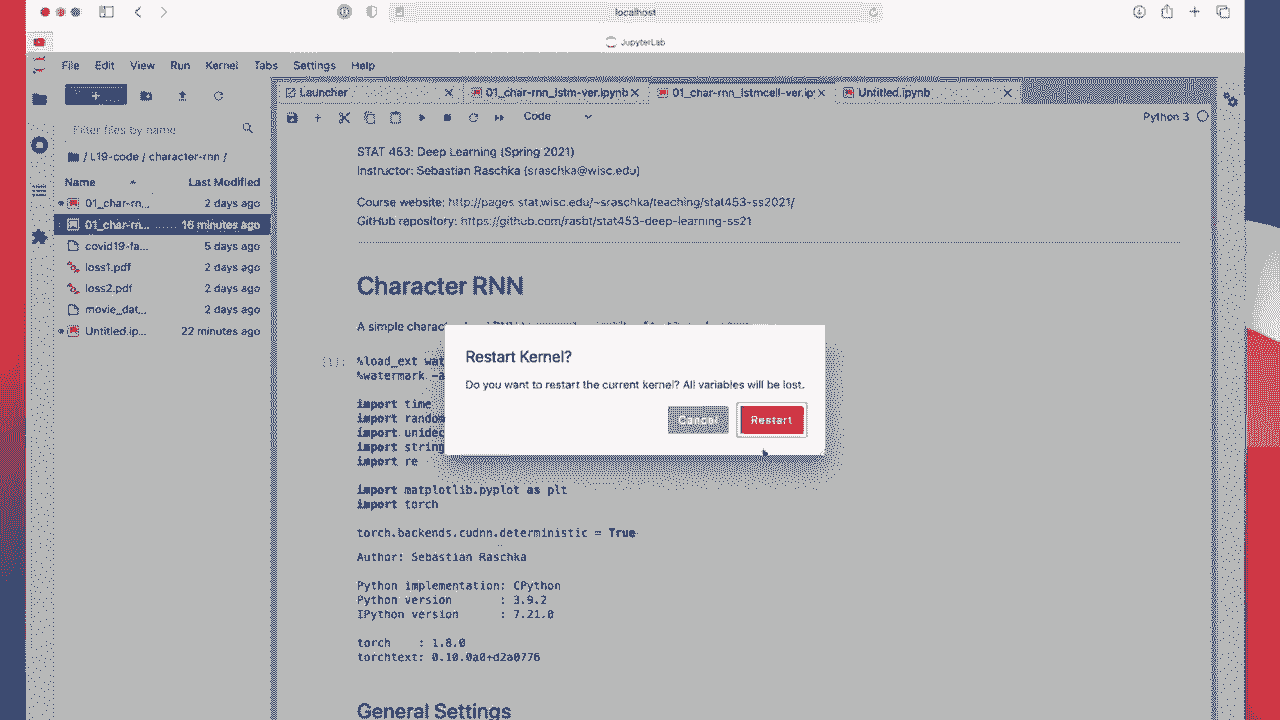 localhost
JupyterLab
File Edit View Run Kernel Tabs Settings Help
Launcher
01_char-rnn_lstm-ver.ipynb
01_char-rnn_lstmcell-ver.ip
Untitled.ipynb
+
Code
Python 3
Filter files by name
/ L19-code / character-rnn /
Name Last Modified
01_char-rn... 2 days ago
01_char-rn... 16 minutes ago
covid19-fa... 5 days ago
loss1.pdf 2 days ago
loss2.pdf 2 days ago
movie_dat... 2 days ago
Untitled.ip... 22 minutes ago
STAT 453: Deep Learning (Spring 2021)
Instructor: Sebastian Raschka (sraschka@wisc.edu)
Course website: http://pages.stat.wisc.edu/~sraschka/teaching/stat453-ss2021/
GitHub repository: https://github.com/rasbt/stat453-deep-learning-ss21
Character RNN
A simple charac
[1]:
%load_ext wat
%watermark -a
import time
import random
import unidec
import string
import re
import matplotlib.pyplot as plt
import torch
torch.backends.cudnn.deterministic = True
Author: Sebastian Raschka
Python implementation: CPython
Python version : 3.9.2
IPython version : 7.21.0
torch : 1.8.0
torchtext: 0.10.0a0+d2a0776
General Settings
Restart Kernel?
Do you want to restart the current kernel? All variables will be lost.
Cancel Restart